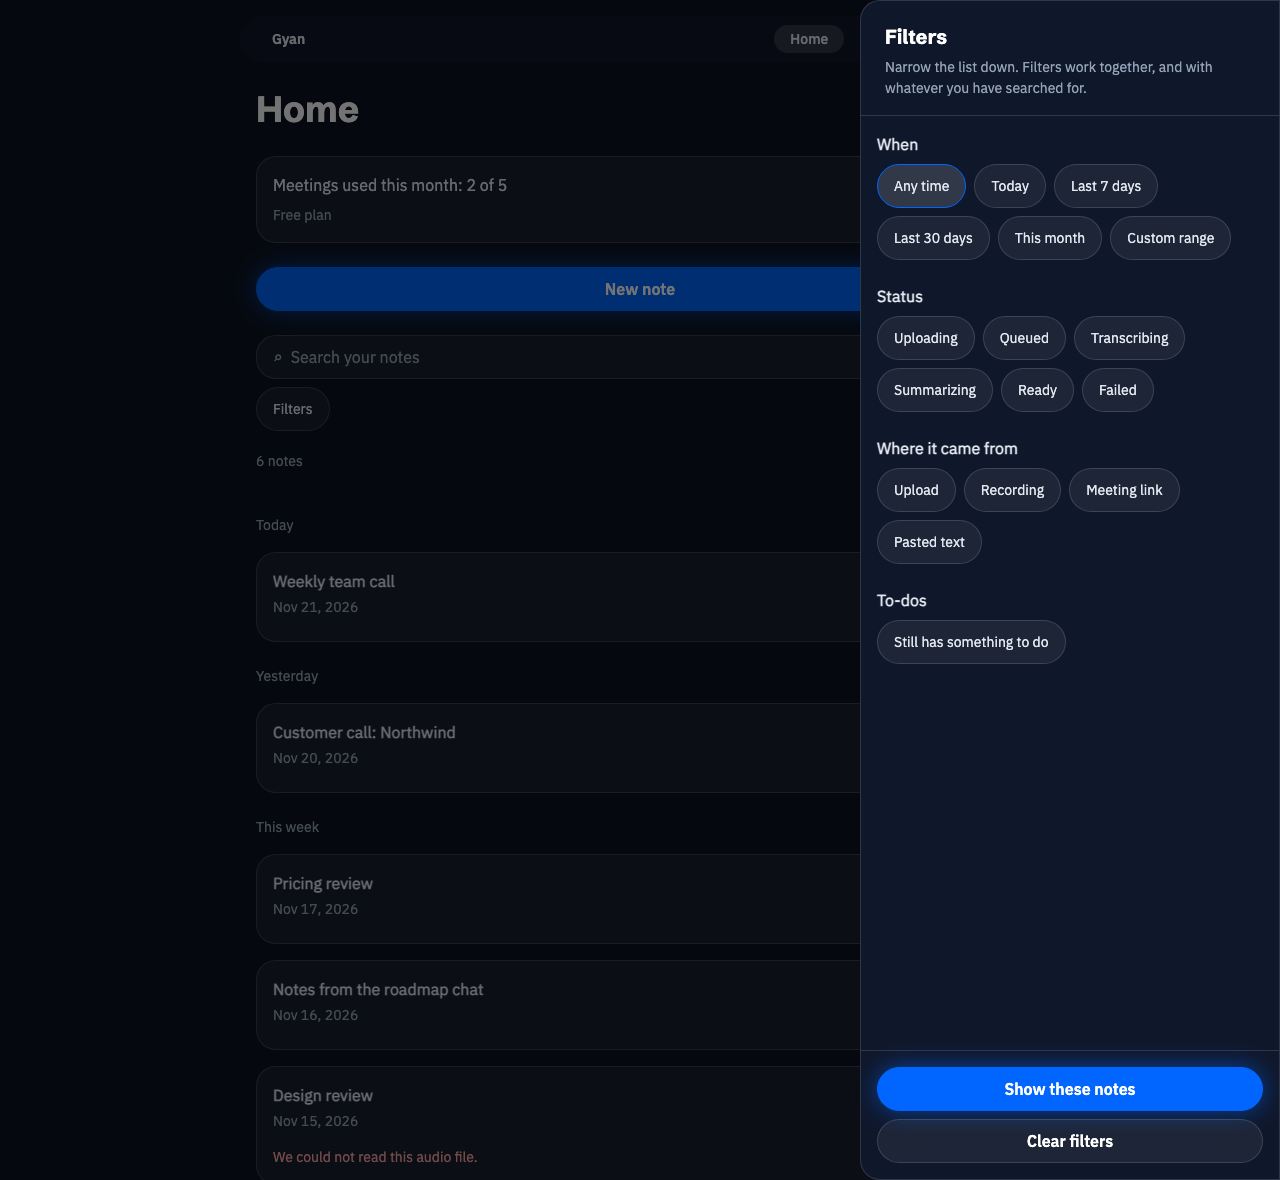 Gyan
Home
Home
Meetings used this month: 2 of 5
Free plan
New note
Search your notes
Filters
6 notes
Today
Weekly team call
Nov 21, 2026
Yesterday
Customer call: Northwind
Nov 20, 2026
This week
Pricing review
Nov 17, 2026
Notes from the roadmap chat
Nov 16, 2026
Design review
Nov 15, 2026
We could not read this audio file.
Filters
Narrow the list down. Filters work together, and with
whatever you have searched for.
When
Any time Today Last 7 days
Last 30 days This month Custom range
Status
Uploading Queued Transcribing
Summarizing Ready Failed
Where it came from
Upload Recording Meeting link
Pasted text
To-dos
Still has something to do
Show these notes
Clear filters